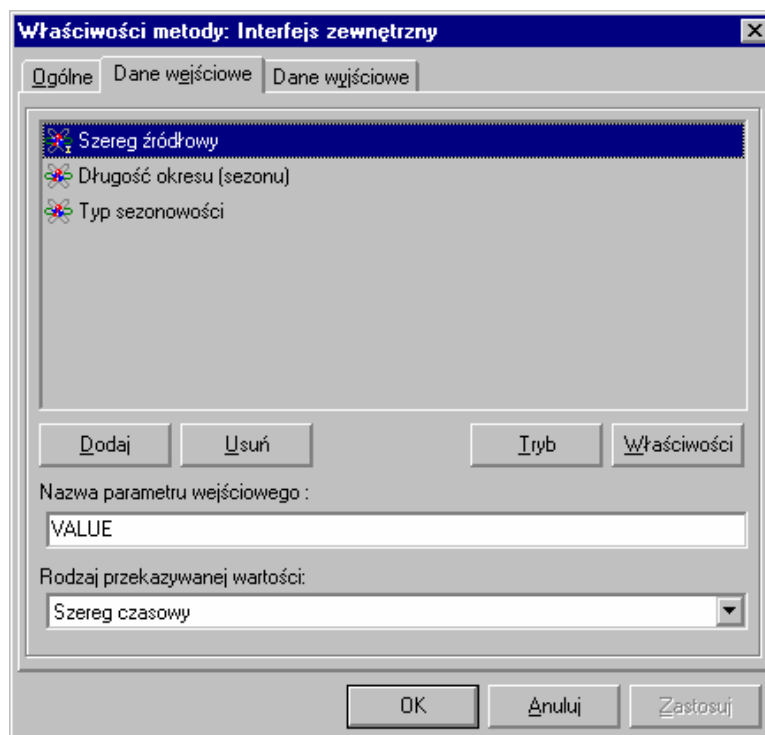 Właściwości metody: Interfejs zewnętrzny
Ogólne Dane wejściowe Dane wyjściowe
Szereg źródłowy
Długość okresu (sezonu)
Typ sezonowości
Dodaj Usuń Tryb Właściwości
Nazwa parametru wejściowego :
VALUE
Rodzaj przekazywanej wartości:
Szereg czasowy
OK Anuluj Zastosuj